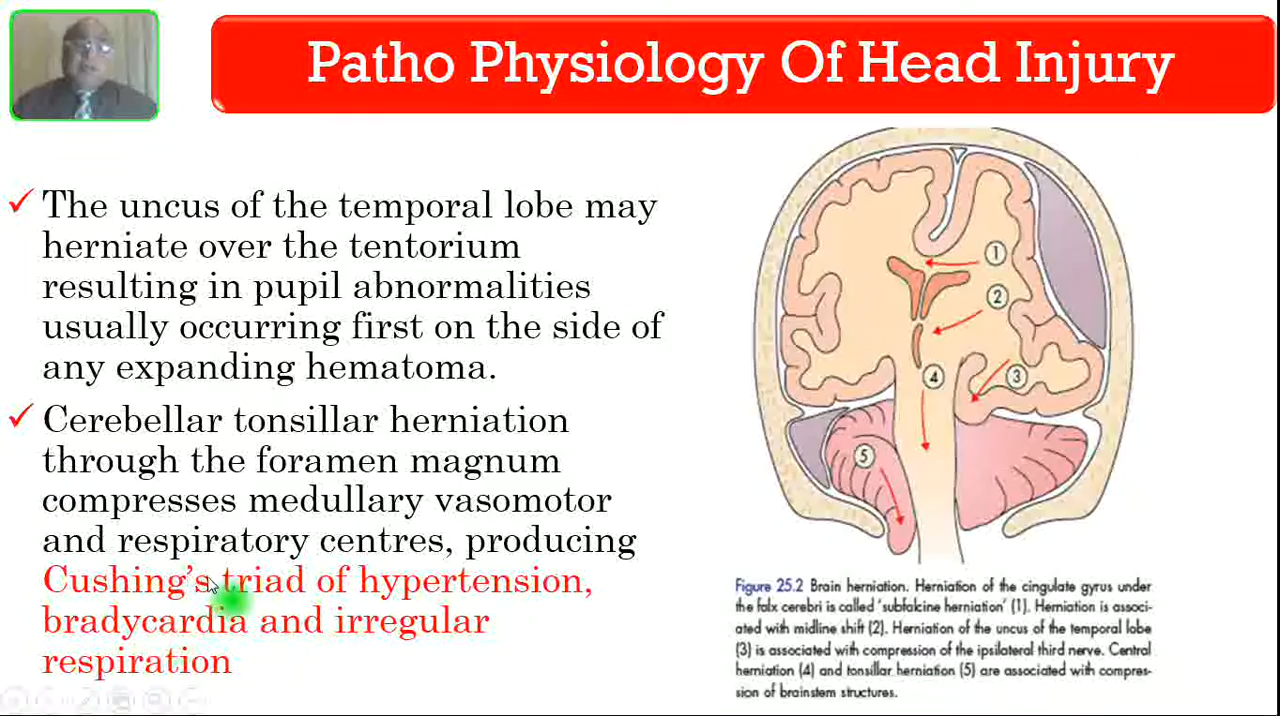 Patho Physiology Of Head Injury
The uncus of the temporal lobe may
herniate over the tentorium
resulting in pupil abnormalities
usually occurring first on the side of
any expanding hematoma.
Cerebellar tonsillar herniation
through the foramen magnum
compresses medullary vasomotor
and respiratory centres, producing
Cushing's triad of hypertension,
bradycardia and irregular
respiration
1
2
3
4
5
Figure 25.2 Brain herniation. Herniation of the cingulate gyrus under
the falx cerebri is called 'subfalcine herniation' (1). Herniation is associ-
ated with midline shift (2). Herniation of the uncus of the temporal lobe
(3) is associated with compression of the ipsilateral third nerve. Central
herniation (4) and tonsillar herniation (5) are associated with compres-
sion of brainstem structures.